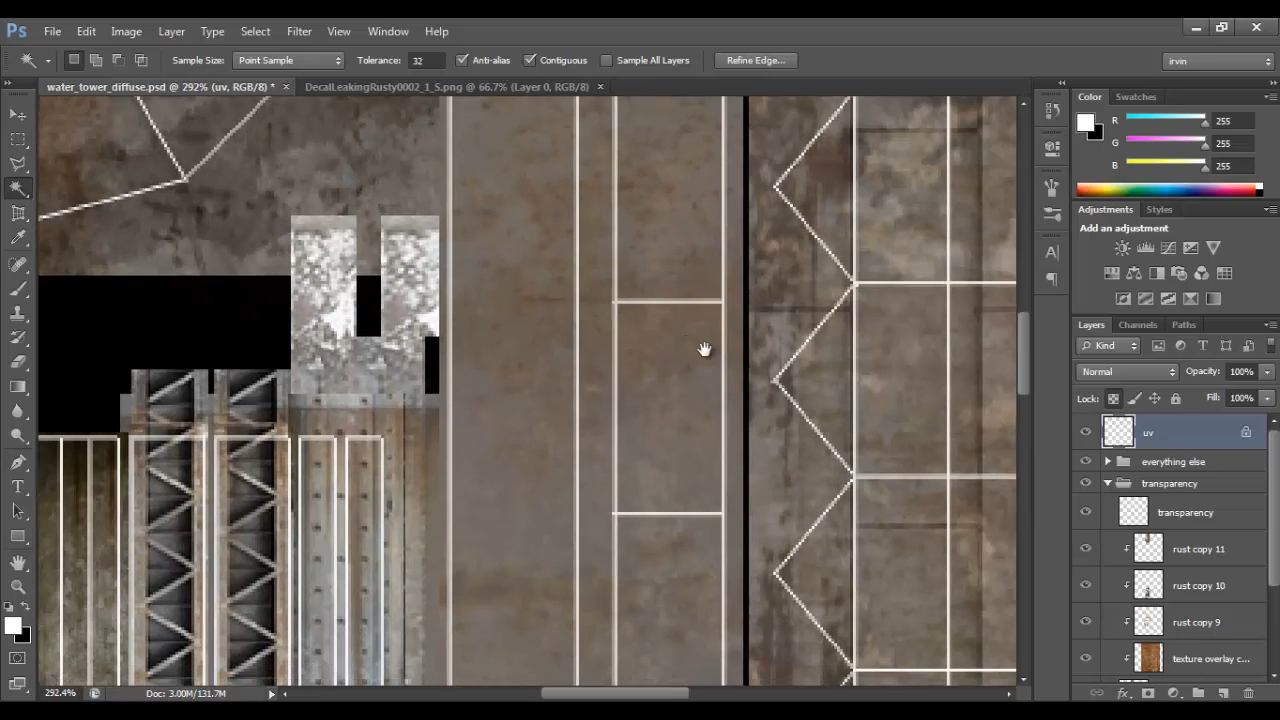 Ps File Edit Image Layer Type Select Filter View Window Help
Sample Size: Point Sample Tolerance: 32 Anti-alias Contiguous Sample All Layers Refine Edge... irvin
water_tower_diffuse.psd @ 292% (uv, RGB/8) * × DecalLeakingRusty0002_1_S.png @ 66.7% (Layer 0, RGB/8) ×
Color Swatches
R 255
G 255
B 255
Adjustments Styles
Add an adjustment
Layers Channels Paths
Kind
Normal Opacity: 100%
Lock: Fill: 100%
uv
everything else
transparency
transparency
rust copy 11
rust copy 10
rust copy 9
texture overlay c...
292.4% Doc: 3.00M/131.7M